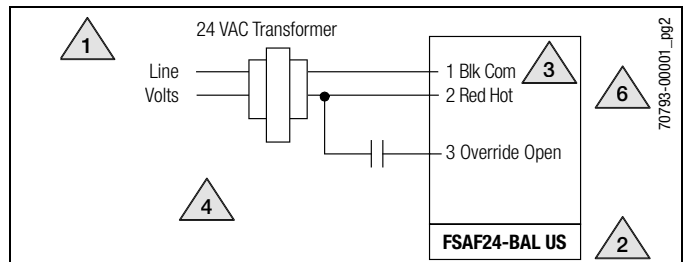 24 VAC Transformer
1
Line
Volts
1 Blk Com
2 Red Hot
3
6
70793-00001_pg2
3 Override Open
4
FSAF24-BAL US
2